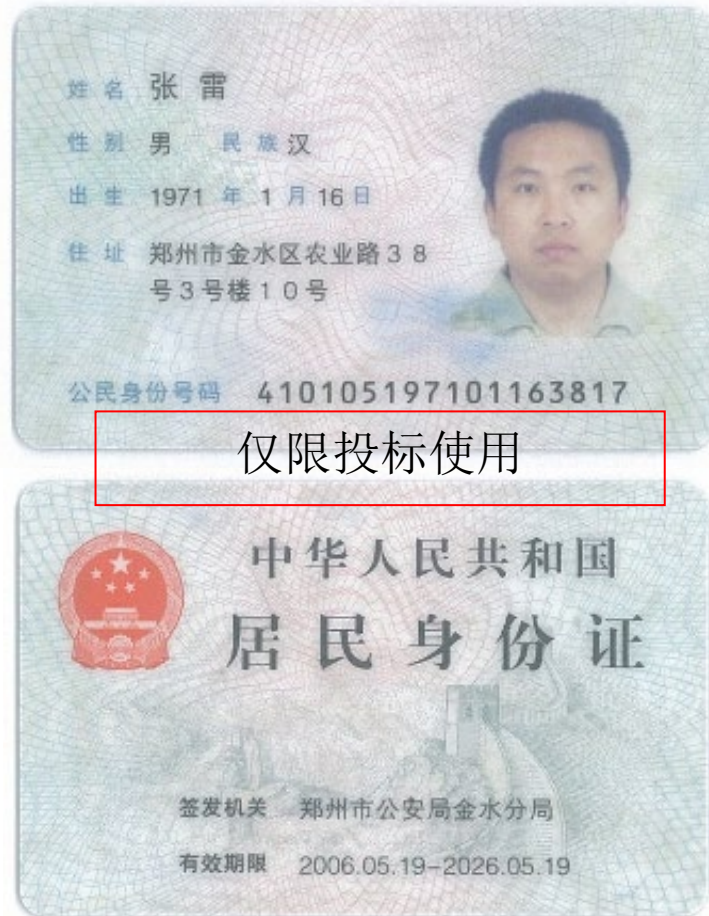 姓名 张雷
性别 男 民族 汉
出生 1971 年 1 月 16 日
住址 郑州市金水区农业路38
号3号楼10号
公民身份号码 410105197101163817
仅限投标使用
中华人民共和国
居民身份证
签发机关 郑州市公安局金水分局
有效期限 2006.05.19-2026.05.19